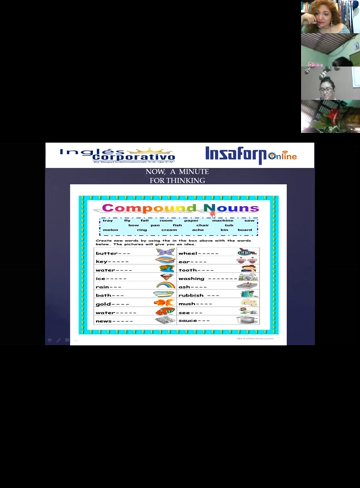 Inglés
Corporativo
Insaforp Online
NOW, A MINUTE
FOR THINKING
Compound Nouns
tray fly fall room paper machine saw
bow pan fish chair tub
melon ring cream ache bin board
Create new words by using the in the box above with the words
below. The pictures will give you an idea.
butter---
wheel-----
key-----
ear----
water----
tooth----
ice-----
washing -------
rain---
ash----
bath---
rubbish ---
gold----
mush----
water-----
see---
news-----
sauce---